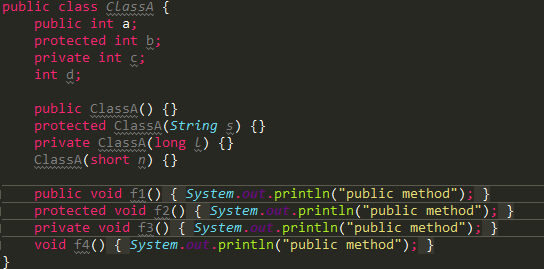 public class ClassA {
public int a;
protected int b;
private int c;
int d;
public ClassA() {}
protected ClassA(String s) {}
private ClassA(long l) {}
ClassA(short n) {}
public void f1() { System.out.println("public method"); }
protected void f2() { System.out.println("public method"); }
private void f3() { System.out.println("public method"); }
void f4() { System.out.println("public method"); }
}